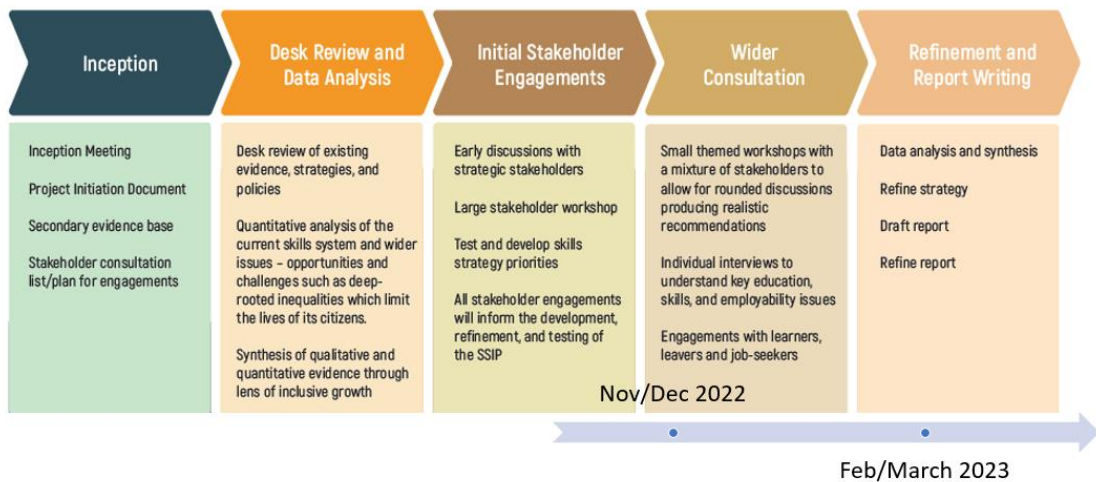 Inception
Inception Meeting
Project Initiation Document
Secondary evidence base
Stakeholder consultation
list/plan for engagements
Desk Review and
Data Analysis
Desk review of existing
evidence, strategies, and
policies
Quantitative analysis of the
current skills system and wider
issues – opportunities and
challenges such as deep-
rooted inequalities which limit
the lives of its citizens.
Synthesis of qualitative and
quantitative evidence through
lens of inclusive growth
Initial Stakeholder
Engagements
Early discussions with
strategic stakeholders
Large stakeholder workshop
Test and develop skills
strategy priorities
All stakeholder engagements
will inform the development,
refinement, and testing of
the SSIP
Wider
Consultation
Small themed workshops with
a mixture of stakeholders to
allow for rounded discussions
producing realistic
recommendations
Individual interviews to
understand key education,
skills, and employability issues
Engagements with learners,
leavers and job-seekers
Refinement and
Report Writing
Data analysis and synthesis
Refine strategy
Draft report
Refine report
Nov/Dec 2022
Feb/March 2023